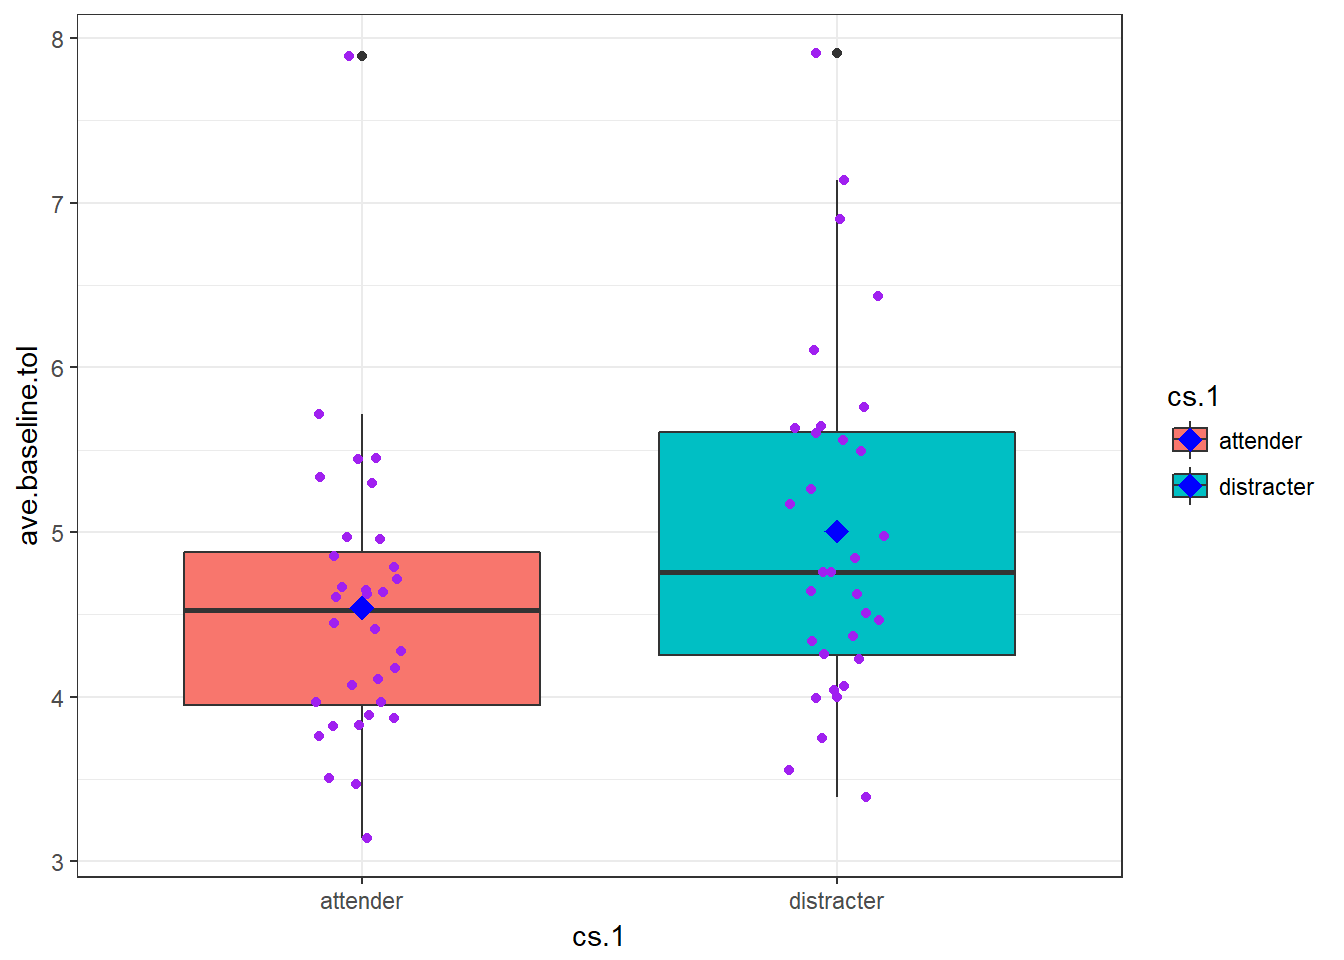 ave.baseline.tol
8
7
6
5
4
3
attender
distracter
cs.1
cs.1
attender
distracter